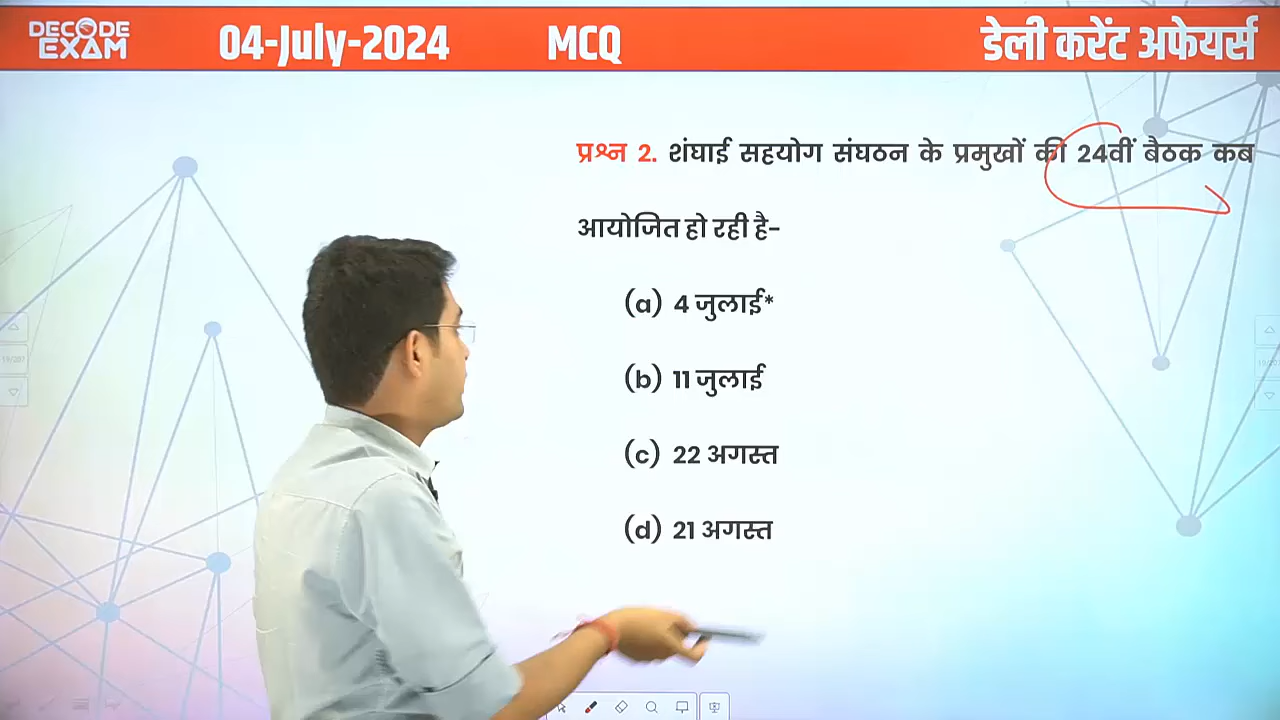 DECODE
EXAM
04-July-2024
MCQ
डेली करेंट अफेयर्स
प्रश्न 2. शंघाई सहयोग संघठन के प्रमुखों की 24वीं बैठक कब
आयोजित हो रही है-
(a) 4 जुलाई*
(b) 11 जुलाई
(c) 22 अगस्त
(d) 21 अगस्त